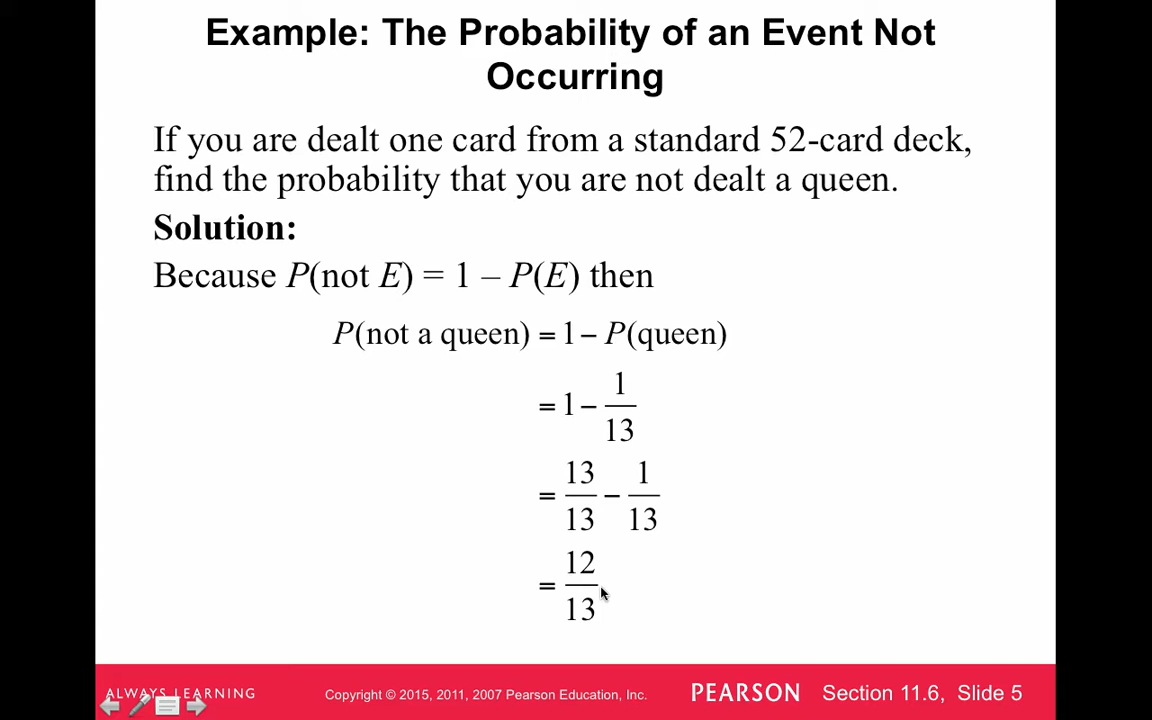 Example: The Probability of an Event Not
Occurring
If you are dealt one card from a standard 52-card deck,
find the probability that you are not dealt a queen.
Solution:
Because P(not E) = 1 – P(E) then
P(not a queen) = 1 − P(queen)
= 1 − 1/13
= 13/13 − 1/13
= 12/13
ALWAYS LEARNING
Copyright © 2015, 2011, 2007 Pearson Education, Inc.
PEARSON
Section 11.6, Slide 5